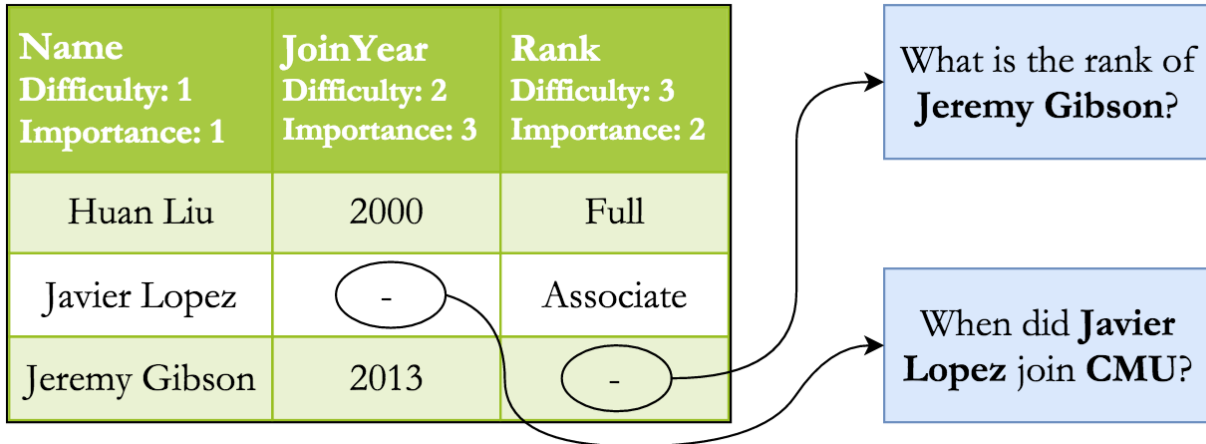 Name JoinYear Rank
Difficulty: 1 Difficulty: 2 Difficulty: 3
Importance: 1 Importance: 3 Importance: 2
Huan Liu 2000 Full
Javier Lopez - Associate
Jeremy Gibson 2013 -
What is the rank of
Jeremy Gibson?
When did Javier
Lopez join CMU?